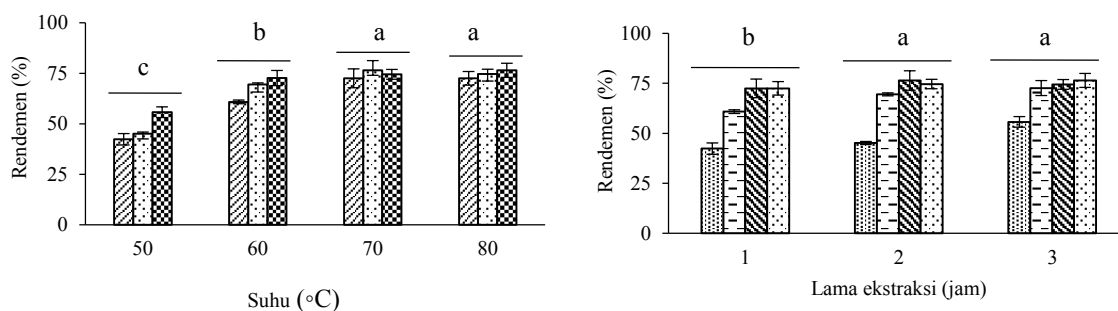 Rendemen (%)
100
75
50
25
0
c
b
a
a
50 60 70 80
Suhu (∘C)
Rendemen (%)
100
75
50
25
0
b
a
a
1 2 3
Lama ekstraksi (jam)